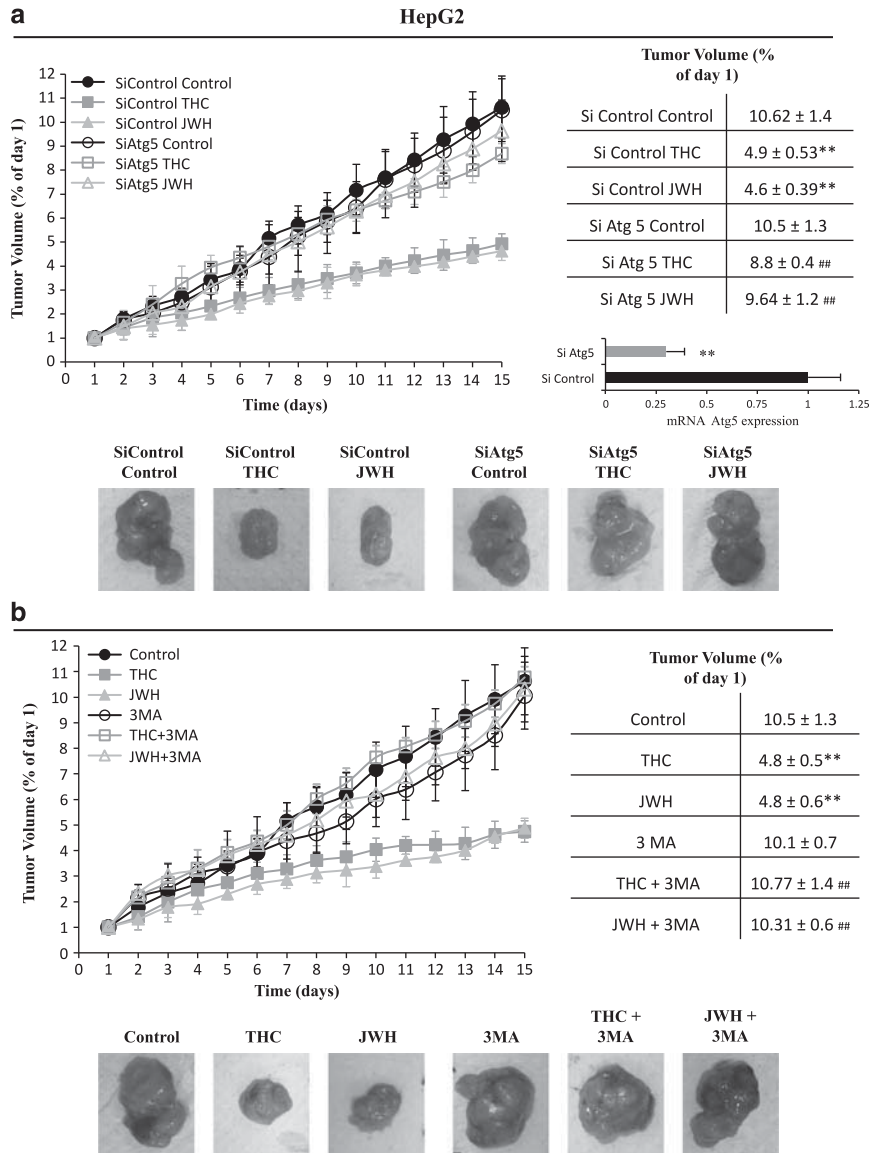 a
HepG2
12
11
10
9
8
7
6
5
4
3
2
1
0
Tumor Volume (% of day 1)
SiControl Control
SiControl THC
SiControl JWH
SiAtg5 Control
SiAtg5 THC
SiAtg5 JWH
0 1 2 3 4 5 6 7 8 9 10 11 12 13 14 15
Time (days)
Tumor Volume (%
of day 1)
Si Control Control 10.62 ± 1.4
Si Control THC 4.9 ± 0.53**
Si Control JWH 4.6 ± 0.39**
Si Atg 5 Control 10.5 ± 1.3
Si Atg 5 THC 8.8 ± 0.4 ##
Si Atg 5 JWH 9.64 ± 1.2 ##
Si Atg5 **
Si Control
0 0.25 0.5 0.75 1 1.25
mRNA Atg5 expression
SiControl Control
SiControl THC
SiControl JWH
SiAtg5 Control
SiAtg5 THC
SiAtg5 JWH
b
12
11
10
9
8
7
6
5
4
3
2
1
0
Tumor Volume (% of day 1)
Control
THC
JWH
3MA
THC+3MA
JWH+3MA
0 1 2 3 4 5 6 7 8 9 10 11 12 13 14 15
Time (days)
Tumor Volume (%
of day 1)
Control 10.5 ± 1.3
THC 4.8 ± 0.5**
JWH 4.8 ± 0.6**
3 MA 10.1 ± 0.7
THC + 3MA 10.77 ± 1.4 ##
JWH + 3MA 10.31 ± 0.6 ##
Control
THC
JWH
3MA
THC +
3MA
JWH +
3MA